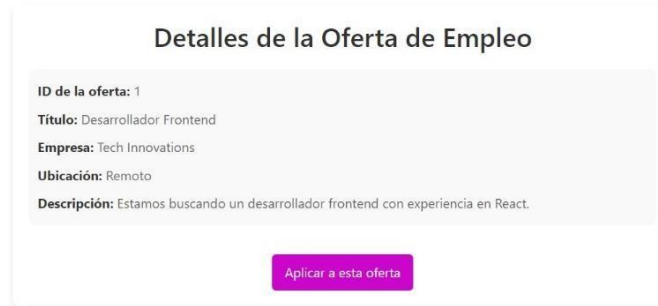 Detalles de la Oferta de Empleo
ID de la oferta: 1
Título: Desarrollador Frontend
Empresa: Tech Innovations
Ubicación: Remoto
Descripción: Estamos buscando un desarrollador frontend con experiencia en React.
Aplicar a esta oferta